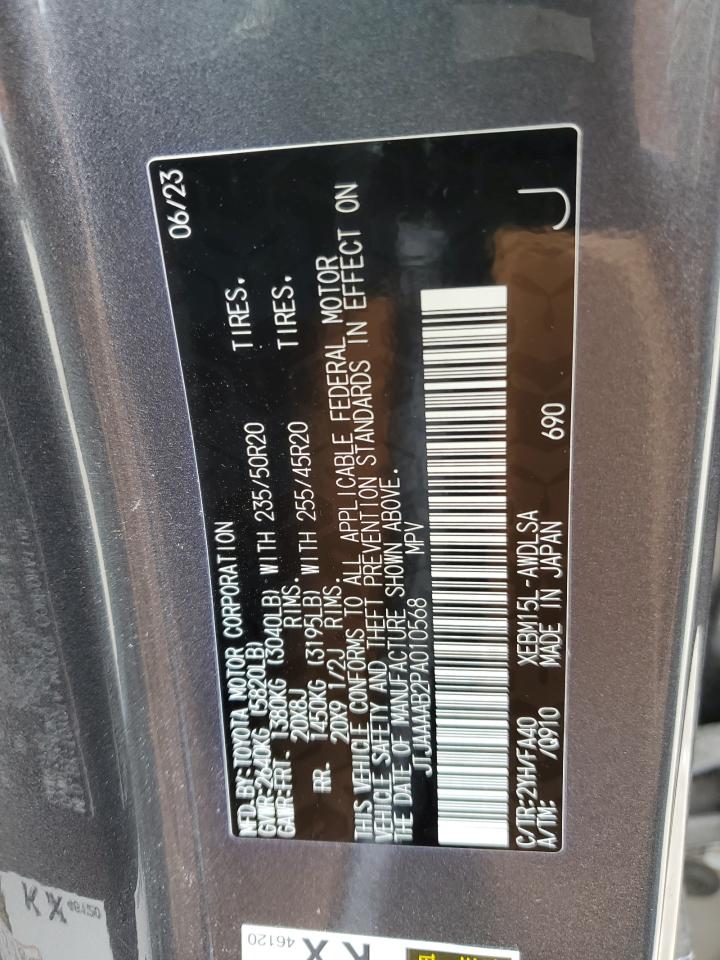 MFD.BY:TOYOTA MOTOR CORPORATION 06/23
GVWR:2640KG (5820LB)
GAWR:FRT. 1380KG (3040LB) WITH 235/50R20 TIRES,
20X8J RIMS.
RR. 1450KG (3195LB) WITH 255/45R20 TIRES.
20X9 1/2J RIMS.
THIS VEHICLE CONFORMS TO ALL APPLICABLE FEDERAL MOTOR
VEHICLE SAFETY AND THEFT PREVENTION STANDARDS IN EFFECT ON
THE DATE OF MANUFACTURE SHOWN ABOVE.
JTJAAAAB2PA010568 MPV
C/TR:2YH/FA40 XEBM15L-AWDLSA 690 J
A/TM: /Q910 MADE IN JAPAN
KX
46120
KX